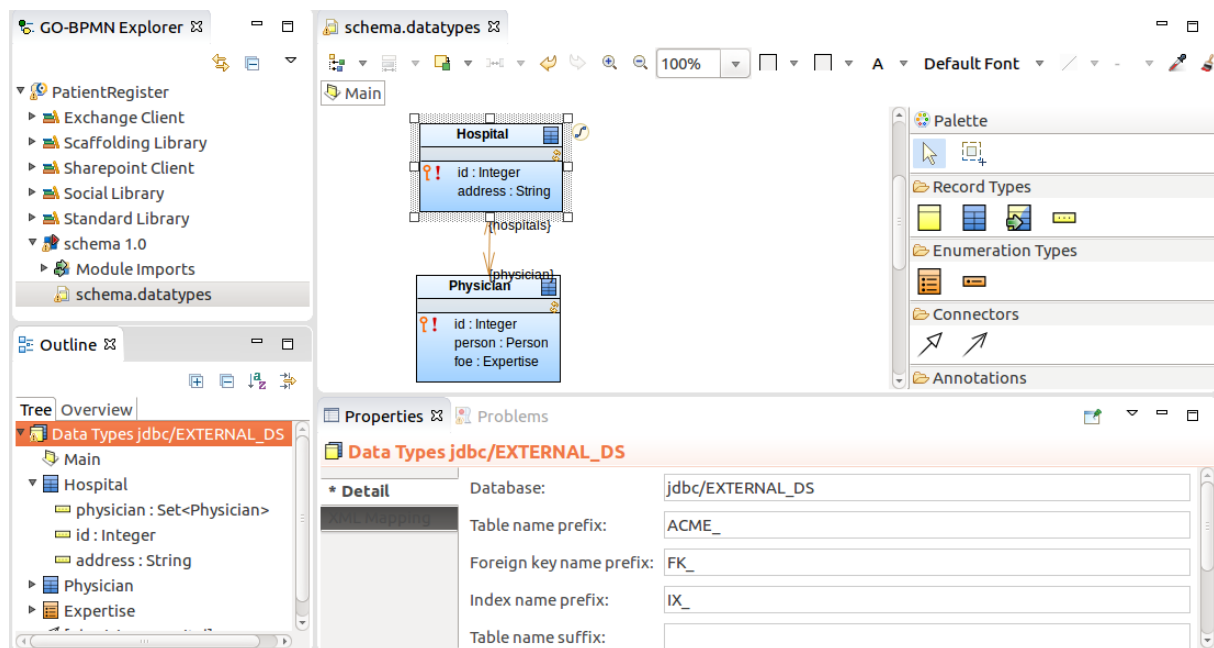 GO-BPMN Explorer
PatientRegister
Exchange Client
Scaffolding Library
Sharepoint Client
Social Library
Standard Library
schema 1.0
Module Imports
schema.datatypes
Outline
Tree Overview
Data Types jdbc/EXTERNAL_DS
Main
Hospital
physician : Set<Physician>
id : Integer
address : String
Physician
Expertise
schema.datatypes
100%
A
Default Font
Main
Hospital
id : Integer
address : String
{hospitals}
{physician}
Physician
id : Integer
person : Person
foe : Expertise
Palette
Record Types
Enumeration Types
Connectors
Annotations
Properties Problems
Data Types jdbc/EXTERNAL_DS
* Detail
XML Mapping
Database: jdbc/EXTERNAL_DS
Table name prefix: ACME_
Foreign key name prefix: FK_
Index name prefix: IX_
Table name suffix: